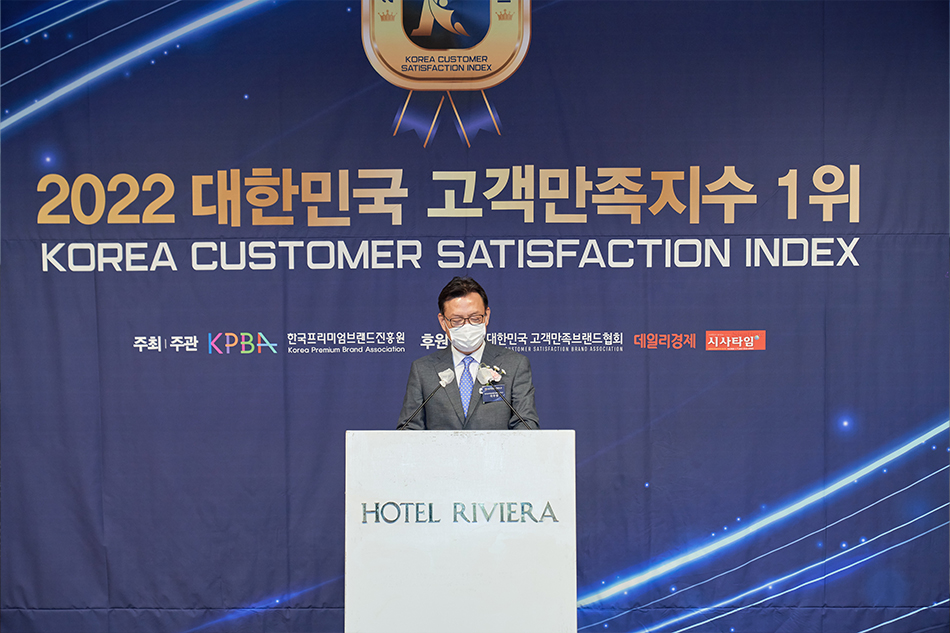 KOREA CUSTOMER
SATISFACTION INDEX
2022 대한민국 고객만족지수 1위
KOREA CUSTOMER SATISFACTION INDEX
주최 | 주관 KPBA 한국프리미엄브랜드진흥원 후원 대한민국 고객만족브랜드협회 데일리경제 시사타임
Korea Premium Brand Association CUSTOMER SATISFACTION BRAND ASSOCIATION
HOTEL RIVIERA